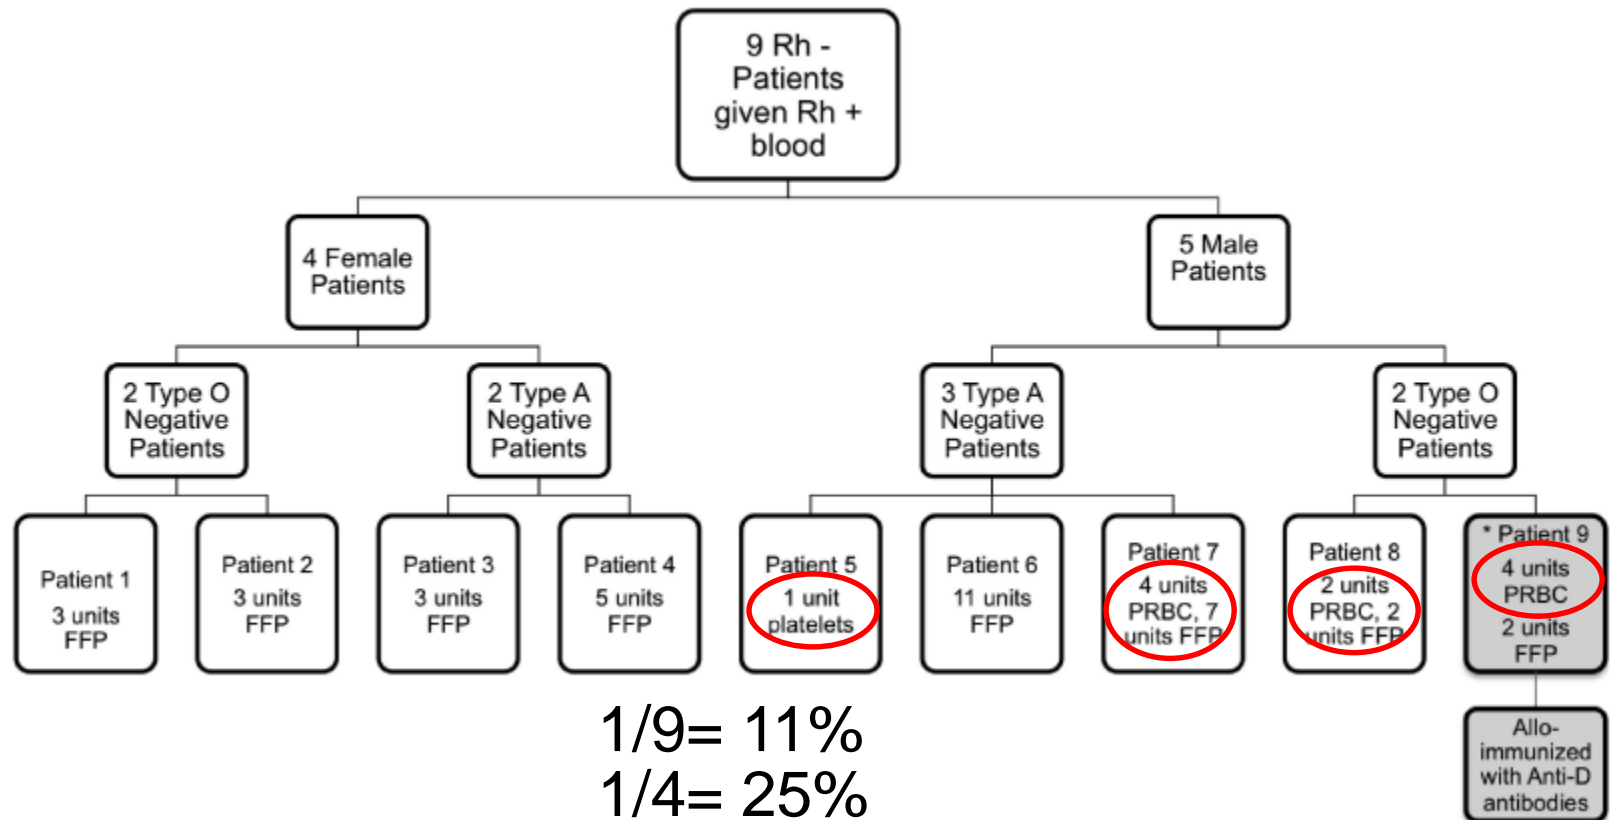 9 Rh -
Patients
given Rh +
blood
4 Female
Patients
5 Male
Patients
2 Type O
Negative
Patients
2 Type A
Negative
Patients
3 Type A
Negative
Patients
2 Type O
Negative
Patients
Patient 1
3 units
FFP
Patient 2
3 units
FFP
Patient 3
3 units
FFP
Patient 4
5 units
FFP
Patient 5
1 unit
platelets
Patient 6
11 units
FFP
Patient 7
4 units
PRBC, 7
units FFP
Patient 8
2 units
PRBC, 2
units FFP
* Patient 9
4 units
PRBC
2 units
FFP
Allo-
immunized
with Anti-D
antibodies
1/9= 11%
1/4= 25%